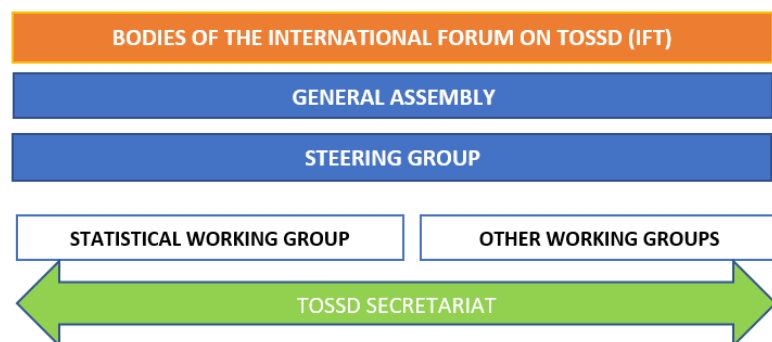 BODIES OF THE INTERNATIONAL FORUM ON TOSSD (IFT)
GENERAL ASSEMBLY
STEERING GROUP
STATISTICAL WORKING GROUP
OTHER WORKING GROUPS
TOSSD SECRETARIAT